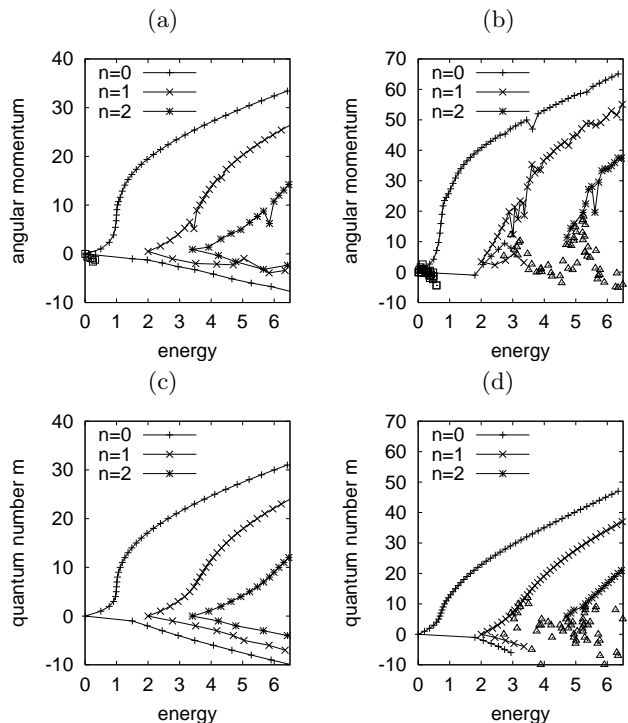 (a)
40
30
20
10
0
-10
0 1 2 3 4 5 6
angular momentum
energy
n=0
n=1
n=2
(b)
70
60
50
40
30
20
10
0
-10
0 1 2 3 4 5 6
angular momentum
energy
n=0
n=1
n=2
(c)
40
30
20
10
0
-10
0 1 2 3 4 5 6
quantum number m
energy
n=0
n=1
n=2
(d)
70
60
50
40
30
20
10
0
-10
0 1 2 3 4 5 6
quantum number m
energy
n=0
n=1
n=2